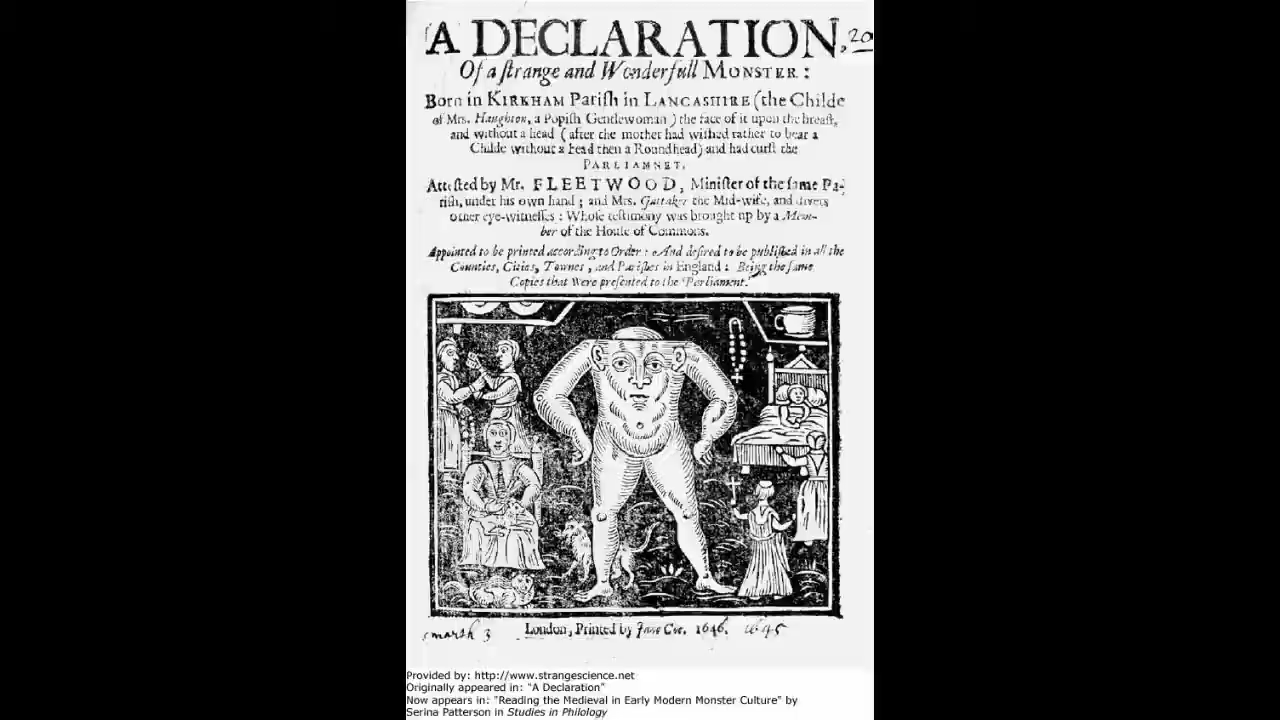 A DECLARATION, 20
Of a ſtrange and Wonderfull MONSTER :
Born in KIRKHAM Pariſh in LANCASHIRE (the Childe
of Mrs. Haughton, a Popiſh Gentlewoman) the face of it upon the breaſt,
and without a head (after the mother had wiſhed rather to bear a
Childe without a head then a Roundhead) and had curſt the
PARLIAMNET.
Atteſted by Mr. FLEETWOOD, Miniſter of the ſame Pa-
riſh, under his own hand ; and Mrs. Gattaker the Mid-wife, and divers
other eye-witneſſes : Whoſe teſtimony was brought up by a Mem-
ber of the Houſe of Commons.
Appointed to be printed according to Order : And deſired to be publiſhed in all the
Counties, Cities, Townes, and Pariſhes in England : Being the ſame
Copies that were preſented to the Parliament.
London, Printed by Jane Coe. 1646. 1645
march 3
Provided by: http://www.strangescience.net
Originally appeared in: "A Declaration"
Now appears in: "Reading the Medieval in Early Modern Monster Culture" by
Serina Patterson in Studies in Philology